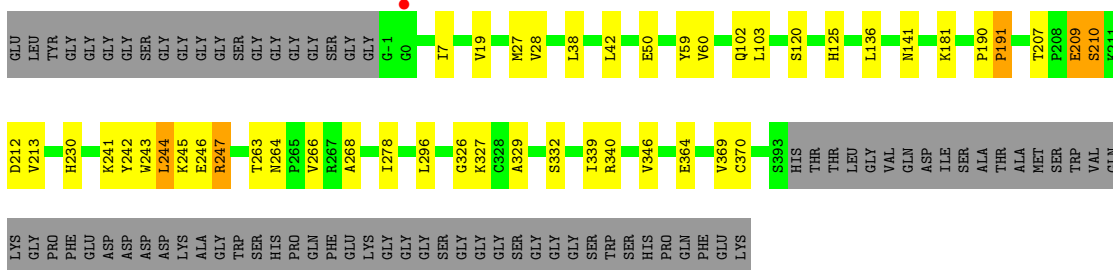 GLU LEU TYR GLY GLY GLY GLY SER GLY GLY GLY GLY SER GLY GLY GLY GLY SER GLY GLY G-1 G0 I7 V19 M27 V28 L38 L42 E50 Y59 V60 Q102 L103 S120 H125 L136 N141 K181 P190 P191 T207 P208 E209 S210 K211
D212 V213 H230 K241 Y242 W243 L244 K245 E246 R247 T263 N264 P265 V266 R267 A268 I278 L296 G326 K327 C328 A329 S332 I339 R340 V346 E364 V369 C370 S393 HIS THR THR LEU GLY VAL GLN ASP ILE SER ALA THR ALA MET SER TRP VAL GLN
LYS GLY PRO PHE GLU ASP ASP ASP ASP LYS ALA GLY TRP SER HIS PRO GLN PHE GLU LYS GLY GLY GLY SER GLY GLY GLY GLY SER GLY GLY GLY SER TRP SER HIS PRO GLN PHE GLU LYS